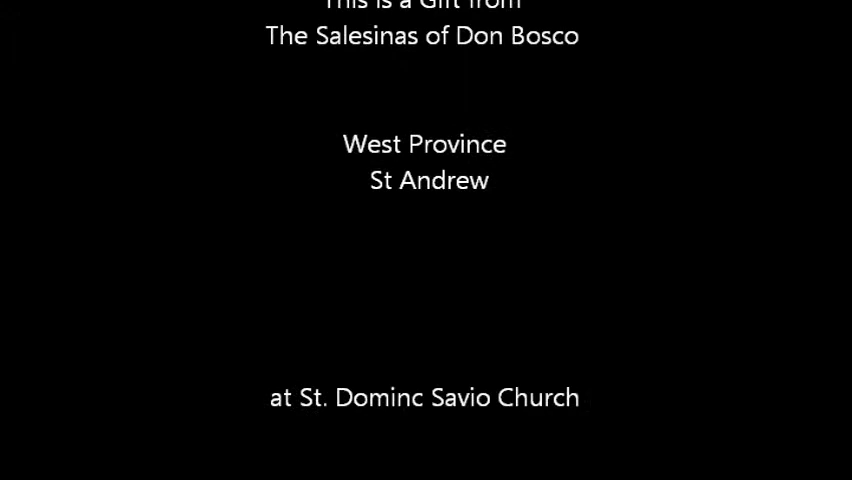 This is a Gift from
The Salesinas of Don Bosco
West Province
St Andrew
at St. Dominc Savio Church